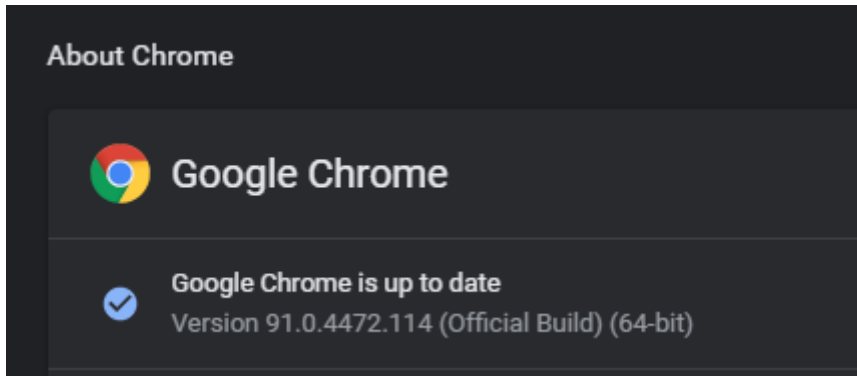 About Chrome
Google Chrome
Google Chrome is up to date
Version 91.0.4472.114 (Official Build) (64-bit)